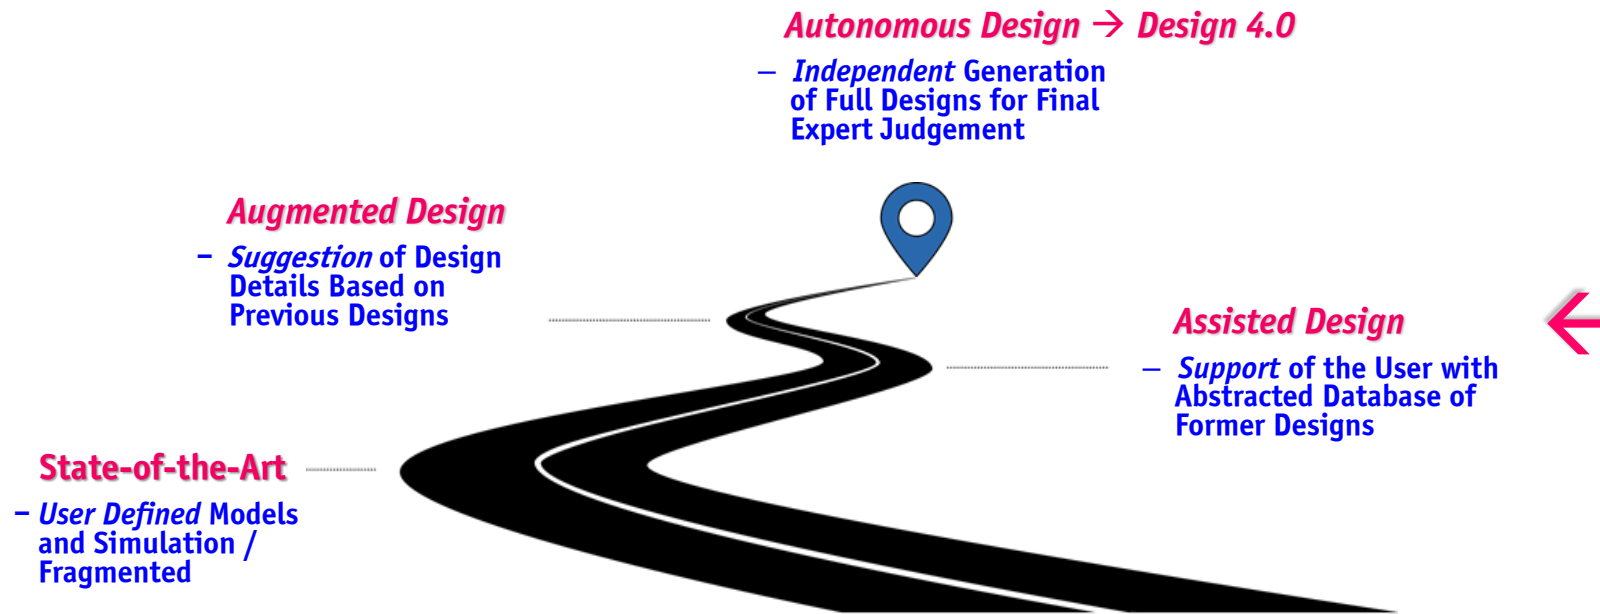 Autonomous Design → Design 4.0
– Independent Generation
of Full Designs for Final
Expert Judgement
Augmented Design
– Suggestion of Design
Details Based on
Previous Designs
Assisted Design
– Support of the User with
Abstracted Database of
Former Designs
State-of-the-Art
– User Defined Models
and Simulation /
Fragmented